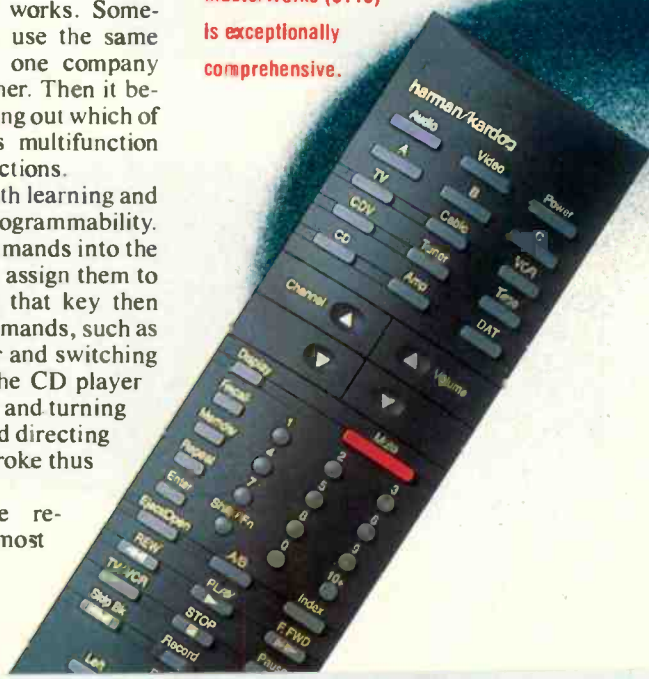 works. Some-
use the same
one company
ner. Then it be-
ing out which of
s multifunction
ctions.
th learning and
ogrammability.
mands into the
assign them to
that key then
mands, such as
r and switching
he CD player
and turning
d directing
roke thus
e re-
most
is exceptionally
comprehensive.
harman/kardon
Audio Video Power
A B C
TV Cable VCR
CDV Tuner Tape
CD Amp DAT
Channel Volume
Display Mute
Recall 1 2 3
Memory 4 5 6
Repeat 7 8 9
Enter 0 10+
Eject/Open A/B Index
REW PLAY F.FWD
TV/VCR STOP Pause
Skip Bk Record
Left